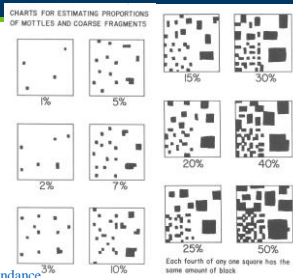 CHARTS FOR ESTIMATING PROPORTIONS
OF MOTTLES AND COARSE FRAGMENTS
1%
5%
2%
7%
3%
10%
15%
30%
20%
40%
25%
50%
Each fourth of any one square has the
same amount of black
ndance